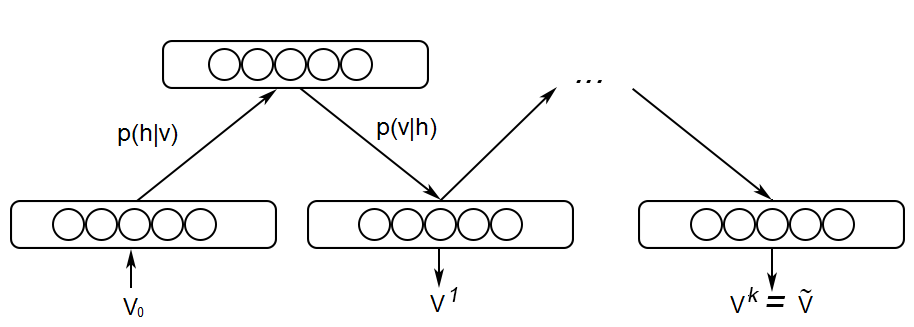 ...
p(h|v)
p(v|h)
V₀
V¹
Vᵏ = Ṽ